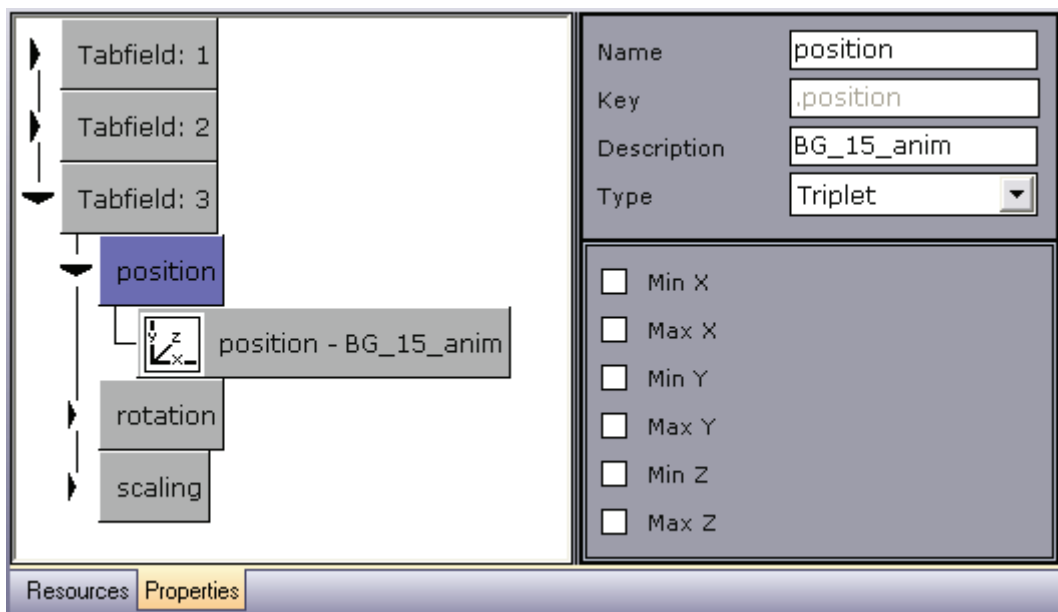 Tabfield: 1
Tabfield: 2
Tabfield: 3
position
y z x
position - BG_15_anim
rotation
scaling
Name position
Key .position
Description BG_15_anim
Type Triplet
Min X
Max X
Min Y
Max Y
Min Z
Max Z
Resources Properties